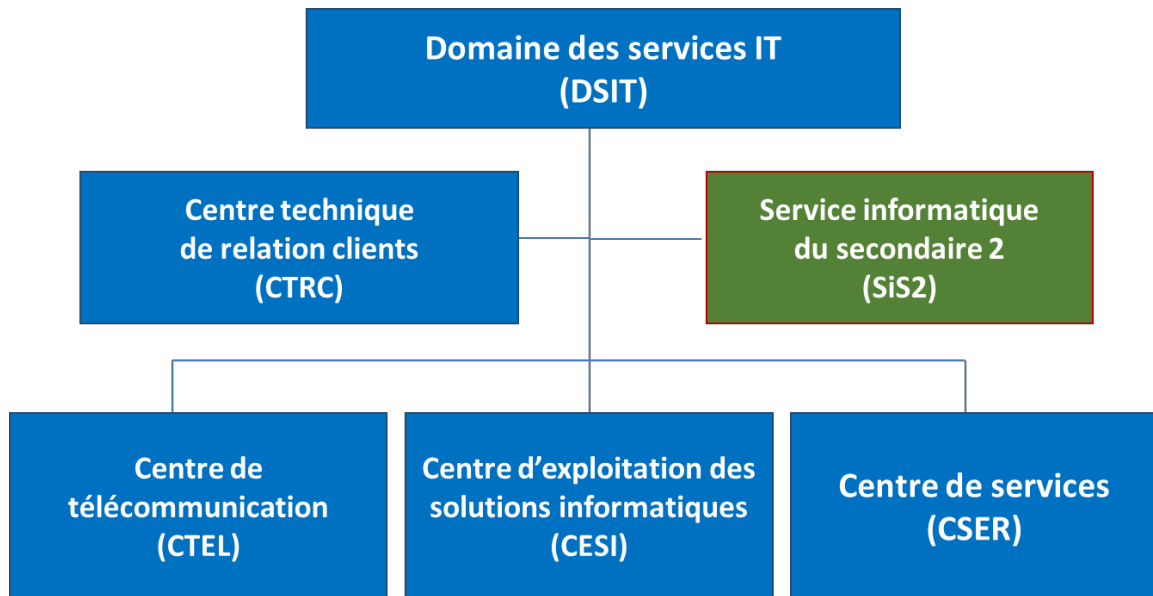 Domaine des services IT
(DSIT)
Centre technique
de relation clients
(CTRC)
Service informatique
du secondaire 2
(SiS2)
Centre de
télécommunication
(CTEL)
Centre d’exploitation des
solutions informatiques
(CESI)
Centre de services
(CSER)